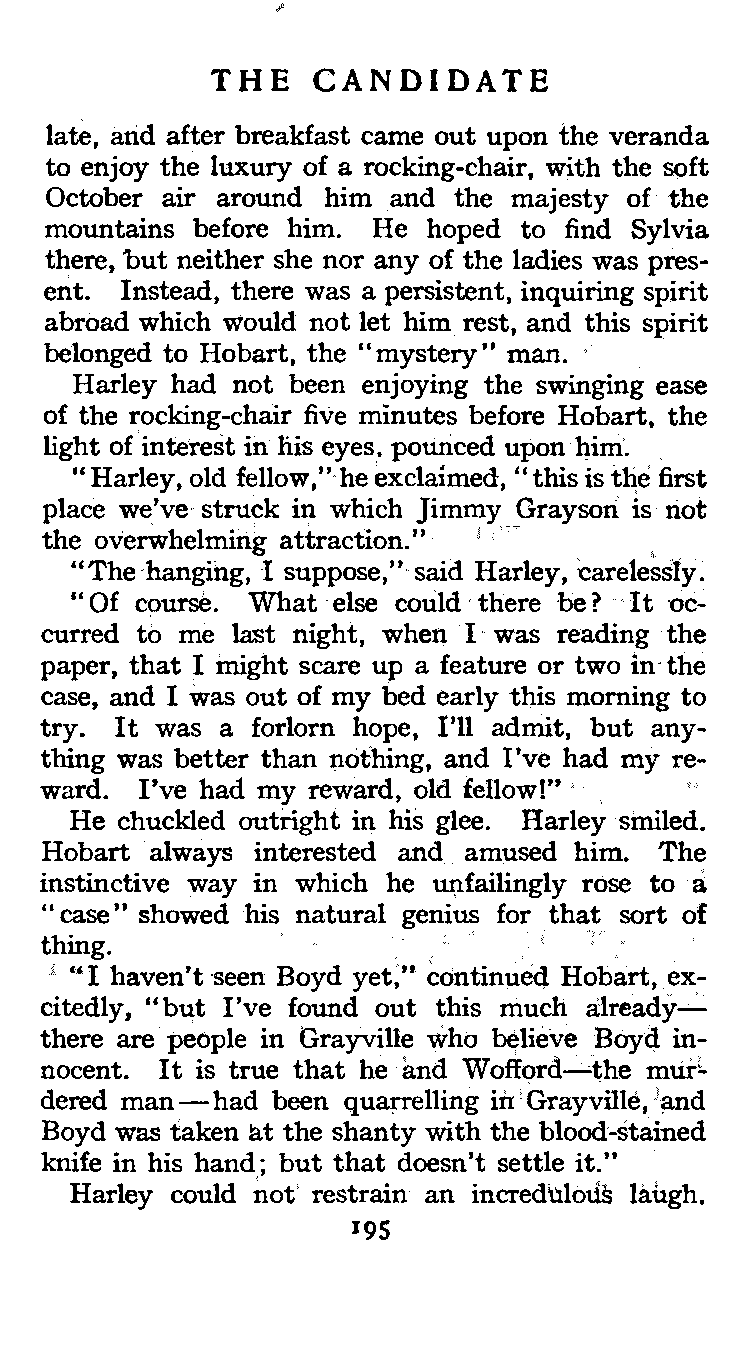 THE CANDIDATE
late, and after breakfast came out upon the veranda
to enjoy the luxury of a rocking-chair, with the soft
October air around him and the majesty of the
mountains before him. He hoped to find Sylvia
there, but neither she nor any of the ladies was pres-
ent. Instead, there was a persistent, inquiring spirit
abroad which would not let him rest, and this spirit
belonged to Hobart, the "mystery" man.
Harley had not been enjoying the swinging ease
of the rocking-chair five minutes before Hobart, the
light of interest in his eyes, pounced upon him.
"Harley, old fellow," he exclaimed, "this is the first
place we've struck in which Jimmy Grayson is not
the overwhelming attraction."
"The hanging, I suppose," said Harley, carelessly.
"Of course. What else could there be? It oc-
curred to me last night, when I was reading the
paper, that I might scare up a feature or two in the
case, and I was out of my bed early this morning to
try. It was a forlorn hope, I'll admit, but any-
thing was better than nothing, and I've had my re-
ward. I've had my reward, old fellow!"
He chuckled outright in his glee. Harley smiled.
Hobart always interested and amused him. The
instinctive way in which he unfailingly rose to a
"case" showed his natural genius for that sort of
thing.
"I haven't seen Boyd yet," continued Hobart, ex-
citedly, "but I've found out this much already—
there are people in Grayville who believe Boyd in-
nocent. It is true that he and Wofford—the mur-
dered man—had been quarrelling in Grayville, and
Boyd was taken at the shanty with the blood-stained
knife in his hand; but that doesn't settle it."
Harley could not restrain an incredulous laugh.
195